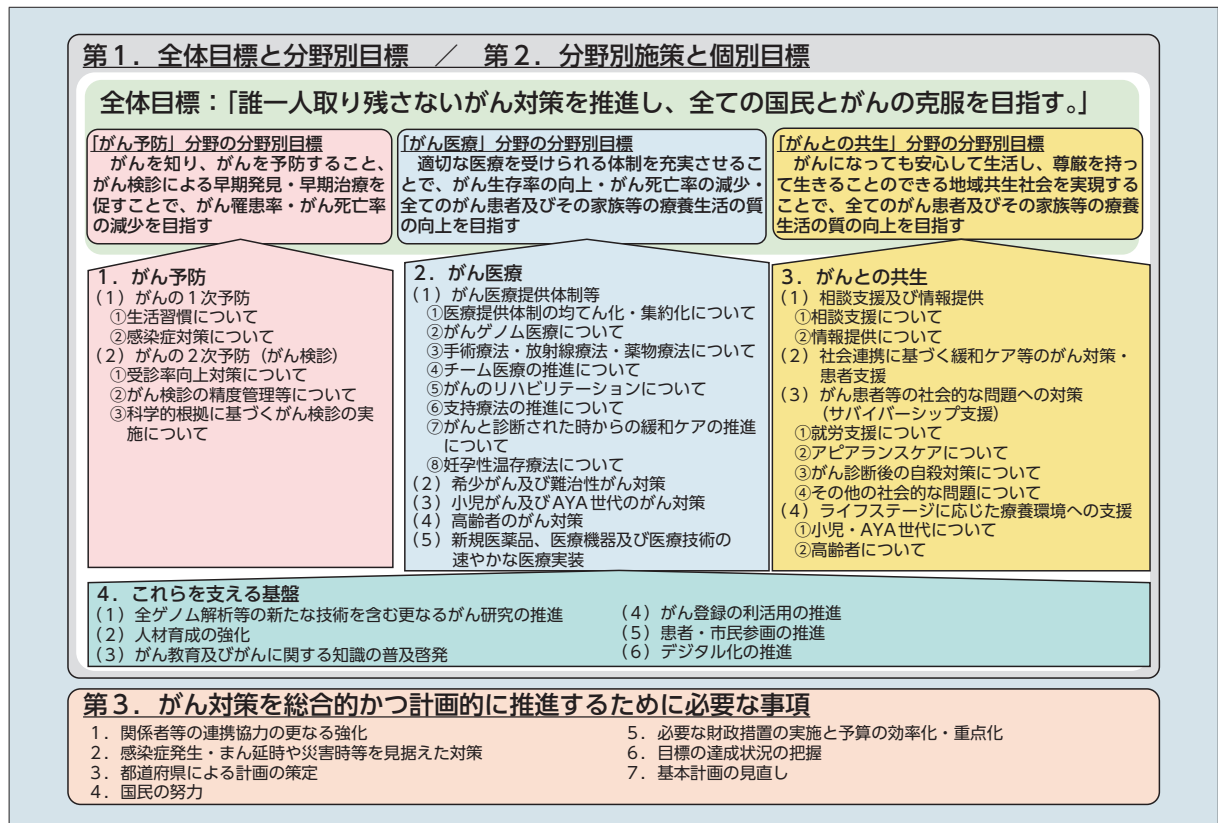 第1．全体目標と分野別目標 ／ 第2．分野別施策と個別目標
全体目標：「誰一人取り残さないがん対策を推進し、全ての国民とがんの克服を目指す。」
「がん予防」分野の分野別目標
がんを知り、がんを予防すること、
がん検診による早期発見・早期治療を
促すことで、がん罹患率・がん死亡率
の減少を目指す
「がん医療」分野の分野別目標
適切な医療を受けられる体制を充実させるこ
とで、がん生存率の向上・がん死亡率の減少・
全てのがん患者及びその家族等の療養生活の質
の向上を目指す
「がんとの共生」分野の分野別目標
がんになっても安心して生活し、尊厳を持っ
て生きることのできる地域共生社会を実現する
ことで、全てのがん患者及びその家族等の療養
生活の質の向上を目指す
1．がん予防
（1）がんの1次予防
①生活習慣について
②感染症対策について
（2）がんの2次予防（がん検診）
①受診率向上対策について
②がん検診の精度管理等について
③科学的根拠に基づくがん検診の実
施について
2．がん医療
（1）がん医療提供体制等
①医療提供体制の均てん化・集約化について
②がんゲノム医療について
③手術療法・放射線療法・薬物療法について
④チーム医療の推進について
⑤がんのリハビリテーションについて
⑥支持療法の推進について
⑦がんと診断された時からの緩和ケアの推進
について
⑧妊孕性温存療法について
（2）希少がん及び難治性がん対策
（3）小児がん及びAYA世代のがん対策
（4）高齢者のがん対策
（5）新規医薬品、医療機器及び医療技術の
速やかな医療実装
3．がんとの共生
（1）相談支援及び情報提供
①相談支援について
②情報提供について
（2）社会連携に基づく緩和ケア等のがん対策・
患者支援
（3）がん患者等の社会的な問題への対策
（サバイバーシップ支援）
①就労支援について
②アピアランスケアについて
③がん診断後の自殺対策について
④その他の社会的な問題について
（4）ライフステージに応じた療養環境への支援
①小児・AYA世代について
②高齢者について
4．これらを支える基盤
（1）全ゲノム解析等の新たな技術を含む更なるがん研究の推進
（2）人材育成の強化
（3）がん教育及びがんに関する知識の普及啓発
（4）がん登録の利活用の推進
（5）患者・市民参画の推進
（6）デジタル化の推進
第3．がん対策を総合的かつ計画的に推進するために必要な事項
1．関係者等の連携協力の更なる強化
2．感染症発生・まん延時や災害時等を見据えた対策
3．都道府県による計画の策定
4．国民の努力
5．必要な財政措置の実施と予算の効率化・重点化
6．目標の達成状況の把握
7．基本計画の見直し